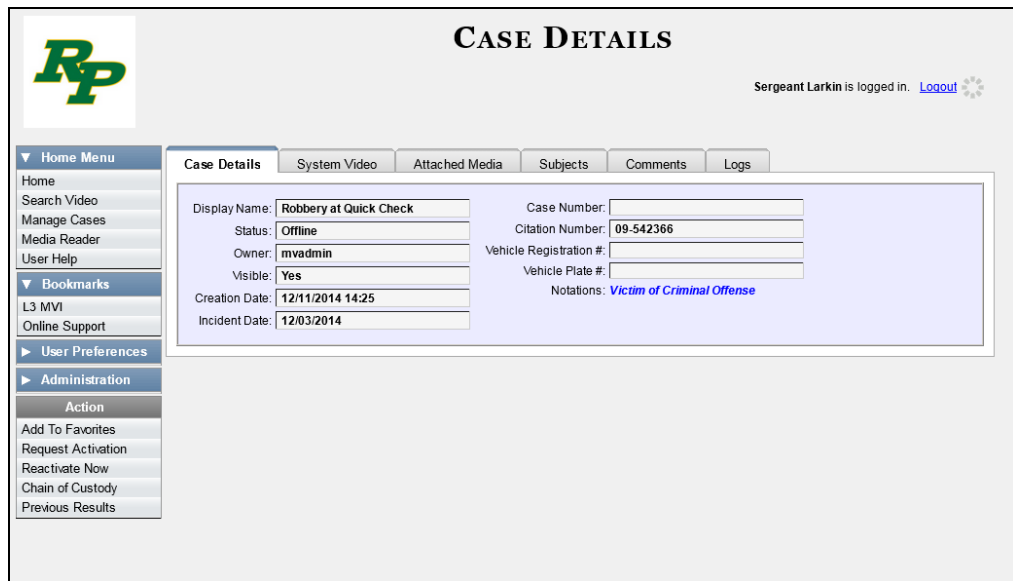 RP
CASE DETAILS
Sergeant Larkin is logged in. Logout
▼ Home Menu
Home
Search Video
Manage Cases
Media Reader
User Help
▼ Bookmarks
L3 MVI
Online Support
▶ User Preferences
▶ Administration
Action
Add To Favorites
Request Activation
Reactivate Now
Chain of Custody
Previous Results
Case Details System Video Attached Media Subjects Comments Logs
Display Name: Robbery at Quick Check
Status: Offline
Owner: mvadmin
Visible: Yes
Creation Date: 12/11/2014 14:25
Incident Date: 12/03/2014
Case Number:
Citation Number: 09-542366
Vehicle Registration #:
Vehicle Plate #:
Notations: Victim of Criminal Offense